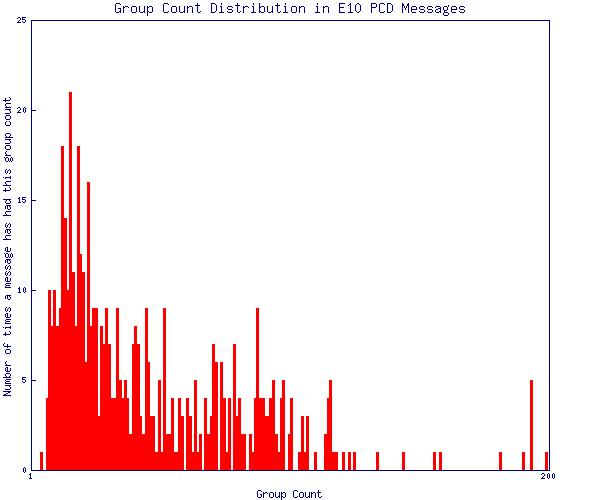 Group Count Distribution in E10 PCD Messages
25
20
15
10
5
0
1
200
Number of times a message has had this group count
Group Count